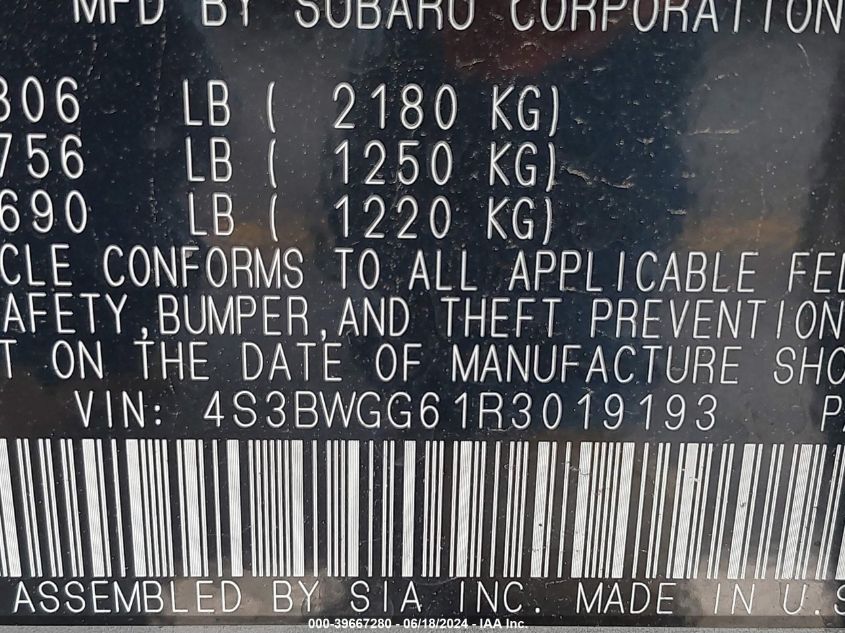 MFD BY SUBARU CORPORATION
806 LB ( 2180 KG)
756 LB ( 1250 KG)
690 LB ( 1220 KG)
CLE CONFORMS TO ALL APPLICABLE FED
AFETY,BUMPER,AND THEFT PREVENTION
T ON THE DATE OF MANUFACTURE SHO
VIN: 4S3BWGG61R3019193 PA
ASSEMBLED BY SIA INC. MADE IN U.S
000-39667280 - 06/18/2024 - IAA Inc.